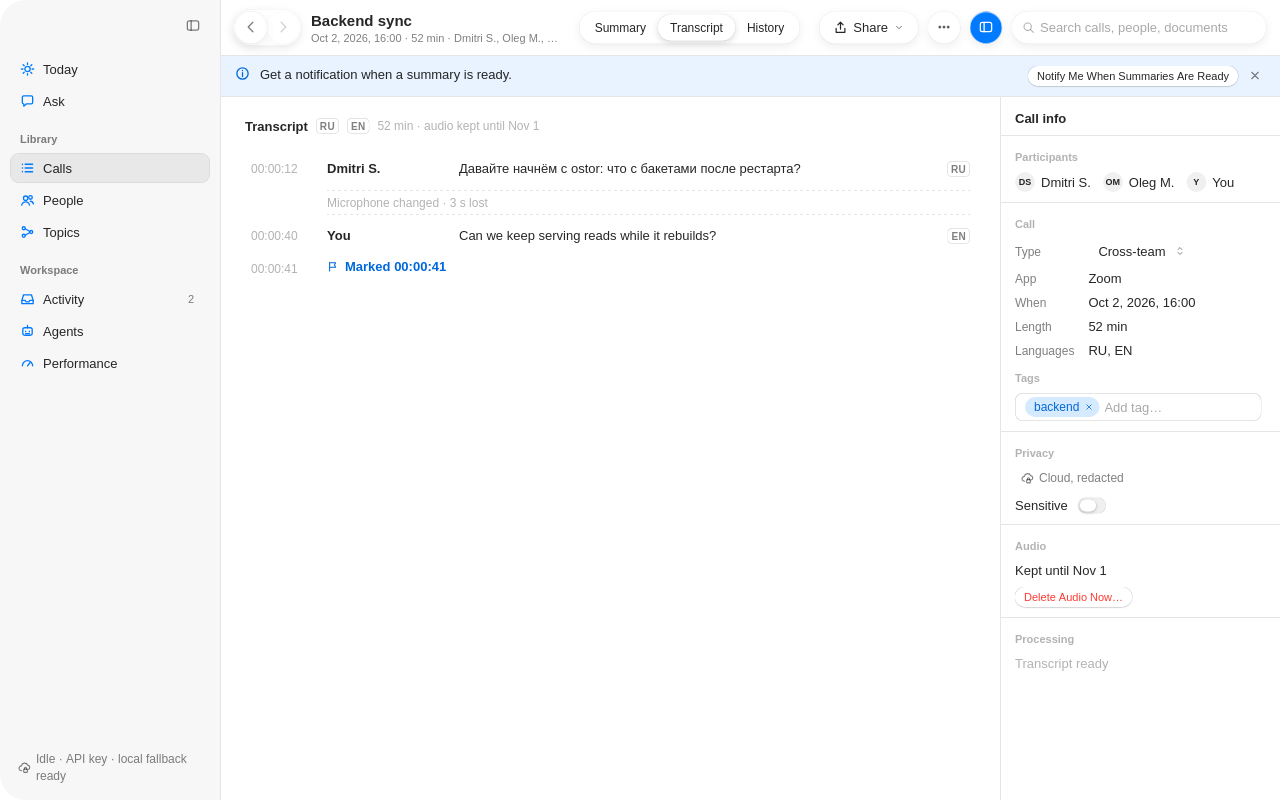 Backend sync
Oct 2, 2026, 16:00 · 52 min · Dmitri S., Oleg M., …
Summary
Transcript
History
Share
Search calls, people, documents
Today
Ask
Library
Calls
People
Topics
Workspace
Activity
2
Agents
Performance
Idle · API key · local fallback
ready
Get a notification when a summary is ready.
Notify Me When Summaries Are Ready
Transcript RU EN 52 min · audio kept until Nov 1
00:00:12 Dmitri S. Давайте начнём с ostor: что с бакетами после рестарта? RU
Microphone changed · 3 s lost
00:00:40 You Can we keep serving reads while it rebuilds? EN
00:00:41 Marked 00:00:41
Call info
Participants
DS Dmitri S. OM Oleg M. Y You
Call
Type Cross-team
App Zoom
When Oct 2, 2026, 16:00
Length 52 min
Languages RU, EN
Tags
backend × Add tag…
Privacy
Cloud, redacted
Sensitive
Audio
Kept until Nov 1
Delete Audio Now…
Processing
Transcript ready